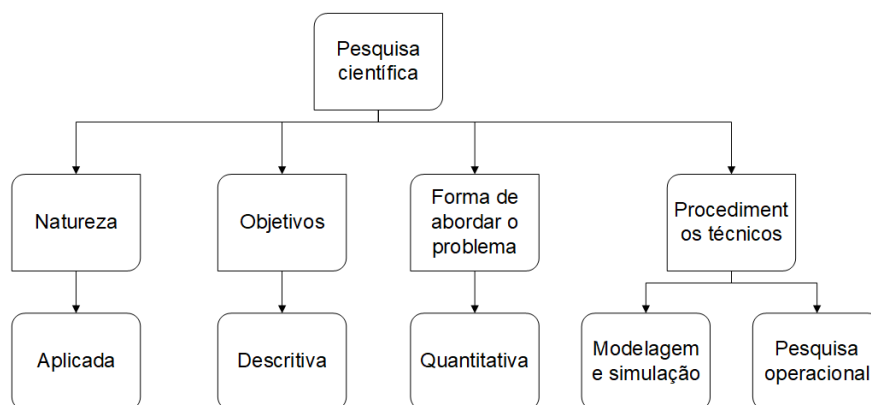 Pesquisa
científica
Natureza
Objetivos
Forma de
abordar o
problema
Procediment
os técnicos
Aplicada
Descritiva
Quantitativa
Modelagem
e simulação
Pesquisa
operacional